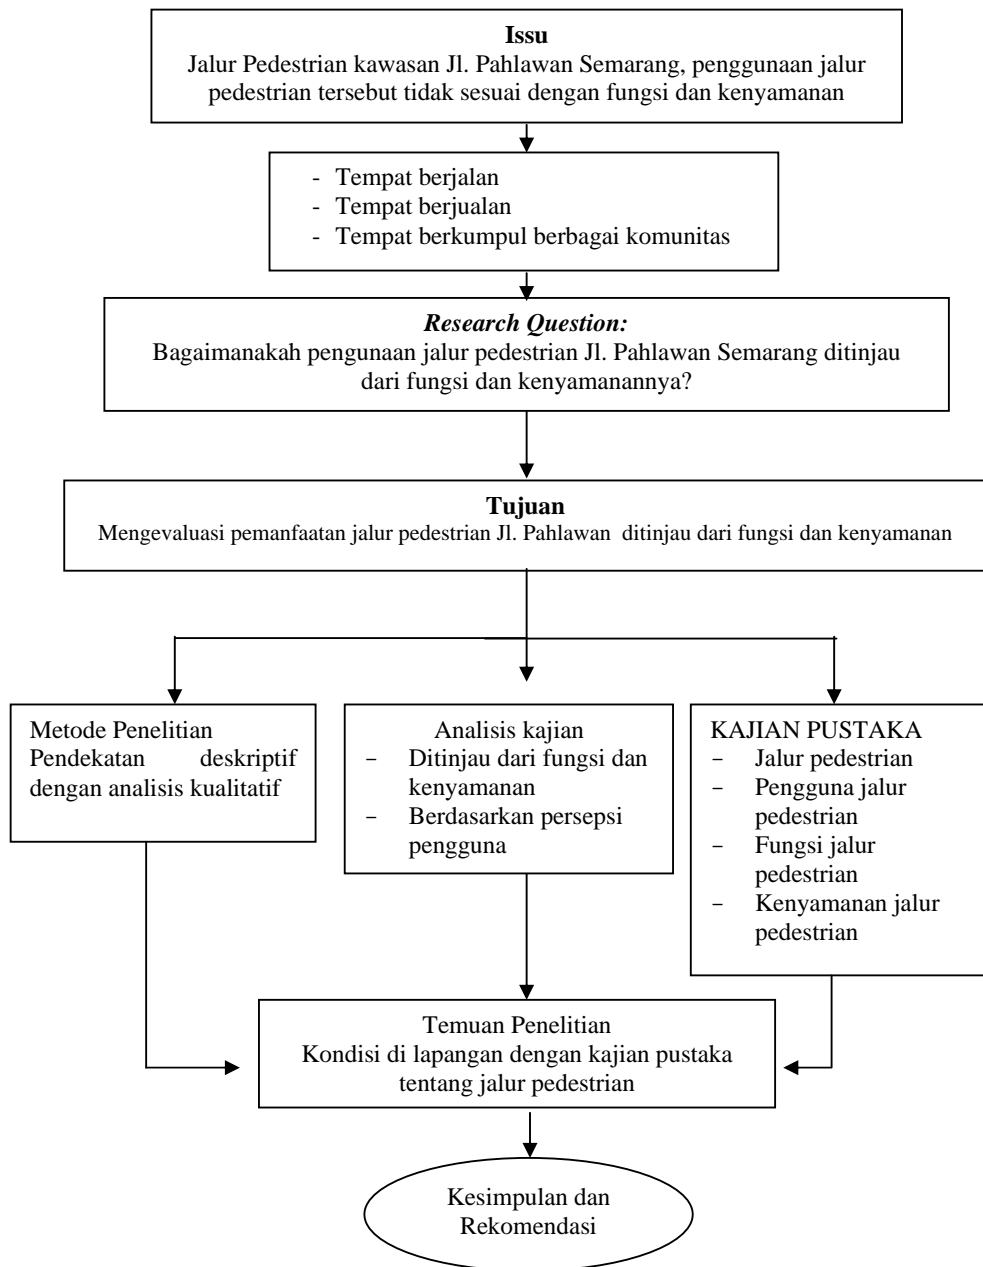 Issu
Jalur Pedestrian kawasan Jl. Pahlawan Semarang, penggunaan jalur
pedestrian tersebut tidak sesuai dengan fungsi dan kenyamanan
- Tempat berjalan
- Tempat berjualan
- Tempat berkumpul berbagai komunitas
Research Question:
Bagaimanakah pengunaan jalur pedestrian Jl. Pahlawan Semarang ditinjau
dari fungsi dan kenyamanannya?
Tujuan
Mengevaluasi pemanfaatan jalur pedestrian Jl. Pahlawan ditinjau dari fungsi dan kenyamanan
Metode Penelitian
Pendekatan deskriptif
dengan analisis kualitatif
Analisis kajian
- Ditinjau dari fungsi dan
kenyamanan
- Berdasarkan persepsi
pengguna
KAJIAN PUSTAKA
- Jalur pedestrian
- Pengguna jalur
pedestrian
- Fungsi jalur
pedestrian
- Kenyamanan jalur
pedestrian
Temuan Penelitian
Kondisi di lapangan dengan kajian pustaka
tentang jalur pedestrian
Kesimpulan dan
Rekomendasi